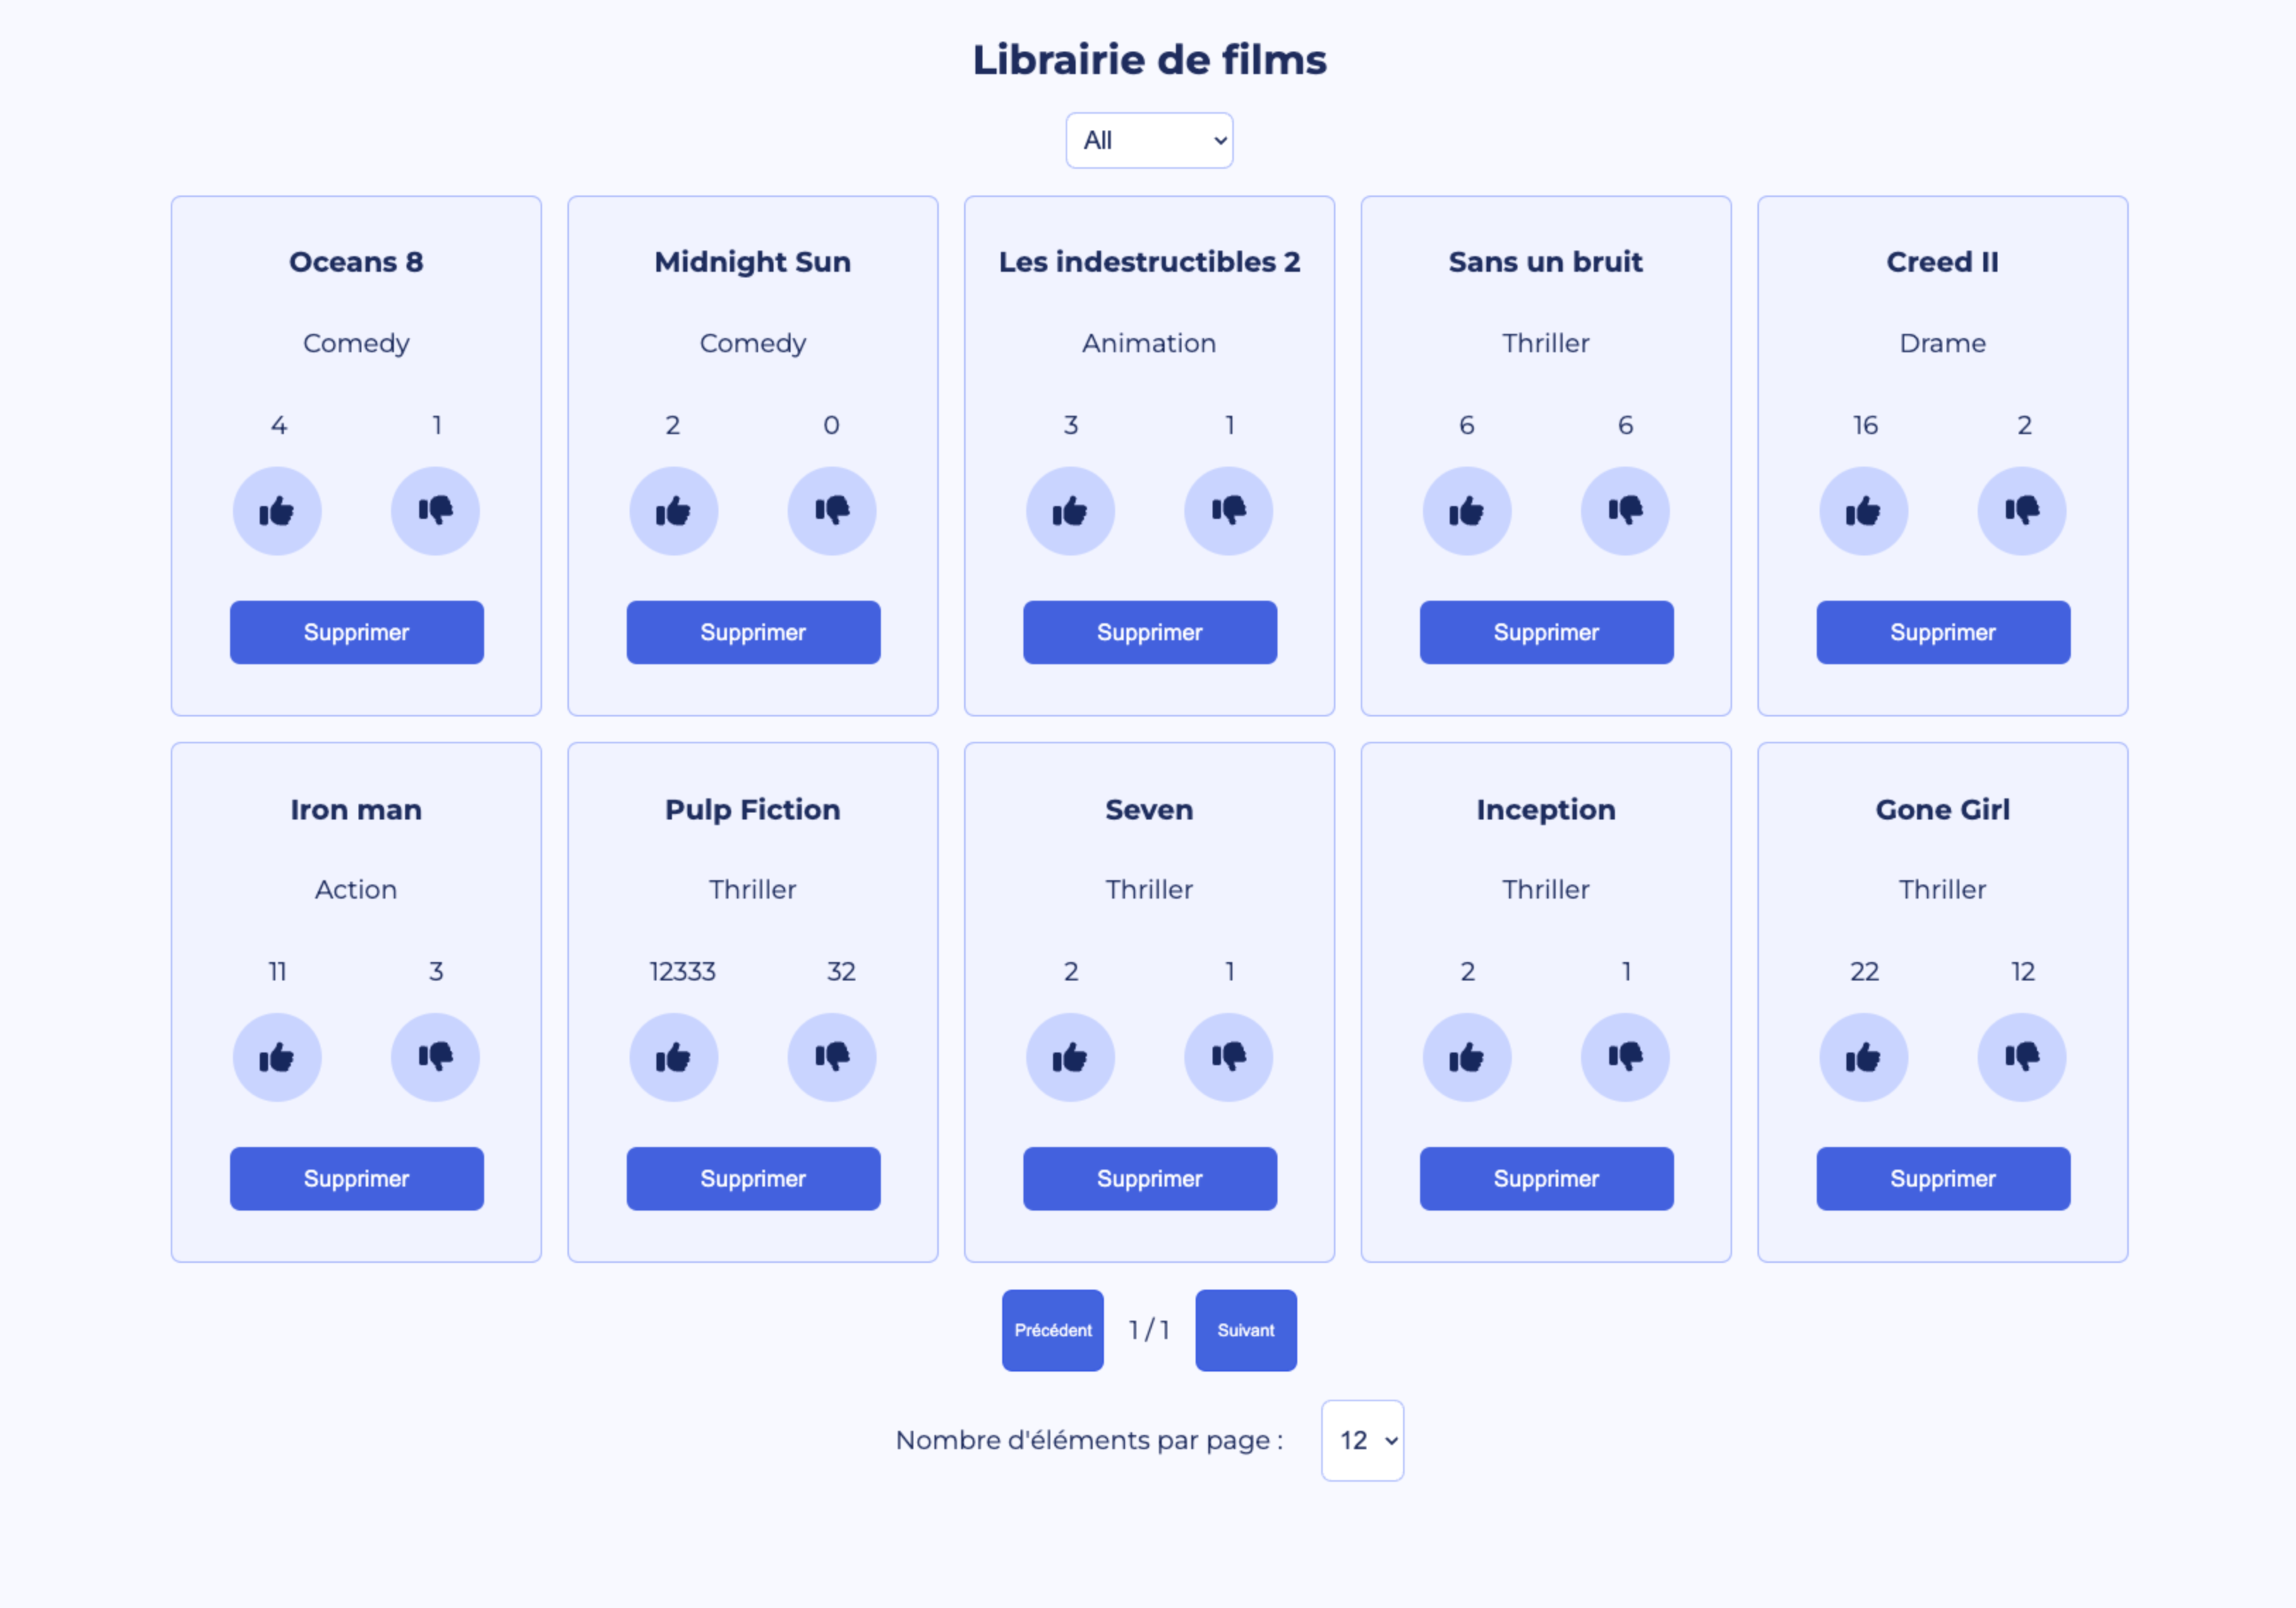 Librairie de films
All
Oceans 8
Comedy
4 1
Supprimer
Midnight Sun
Comedy
2 0
Supprimer
Les indestructibles 2
Animation
3 1
Supprimer
Sans un bruit
Thriller
6 6
Supprimer
Creed II
Drame
16 2
Supprimer
Iron man
Action
11 3
Supprimer
Pulp Fiction
Thriller
12333 32
Supprimer
Seven
Thriller
2 1
Supprimer
Inception
Thriller
2 1
Supprimer
Gone Girl
Thriller
22 12
Supprimer
Précédent 1 / 1 Suivant
Nombre d'éléments par page : 12